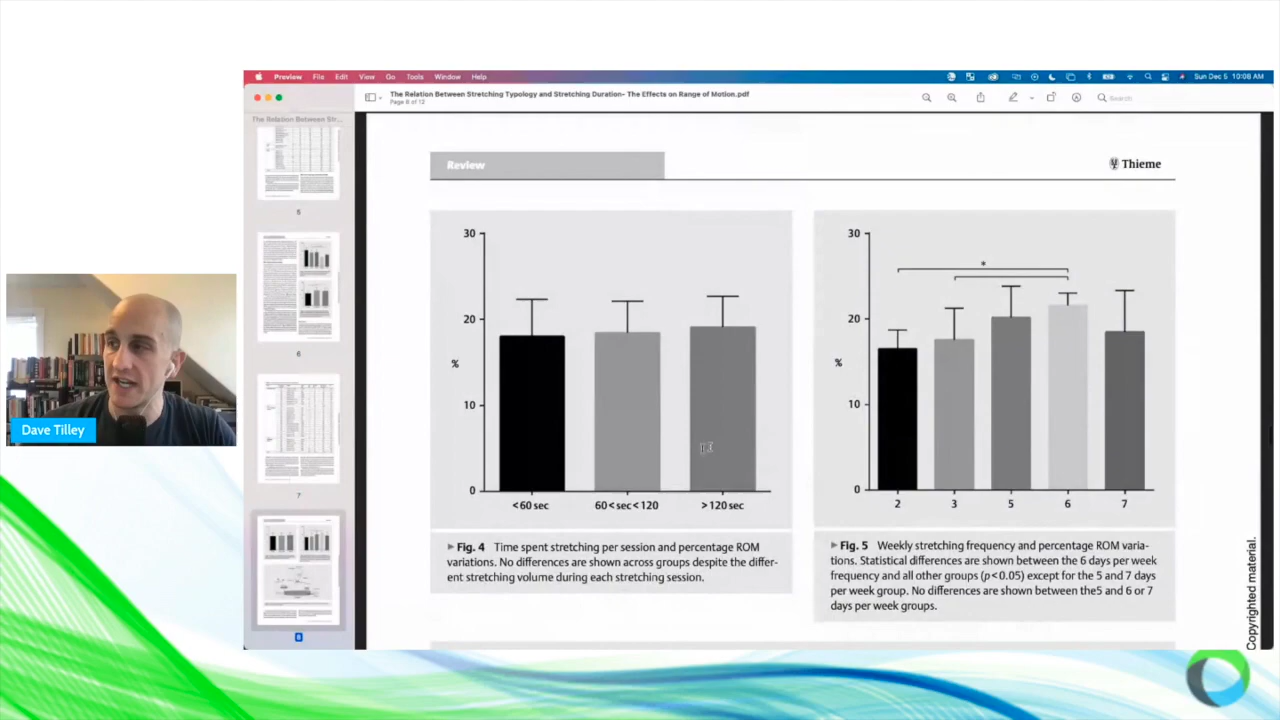 Preview File Edit View Go Tools Window Help
Sun Dec 5 10:08 AM
The Relation Between Stretching Typology and Stretching Duration- The Effects on Range of Motion.pdf
Page 8 of 12
Search
The Relation Between Str...
5
6
7
8
Review
Thieme
30
20
%
10
0
<60 sec
60<sec<120
>120 sec
▶ Fig. 4 Time spent stretching per session and percentage ROM
variations. No differences are shown across groups despite the differ-
ent stretching volume during each stretching session.
30
*
20
%
10
0
2
3
5
6
7
▶ Fig. 5 Weekly stretching frequency and percentage ROM varia-
tions. Statistical differences are shown between the 6 days per week
frequency and all other groups (p<0.05) except for the 5 and 7 days
per week group. No differences are shown between the5 and 6 or 7
days per week groups.
Copyrighted material.
Dave Tilley